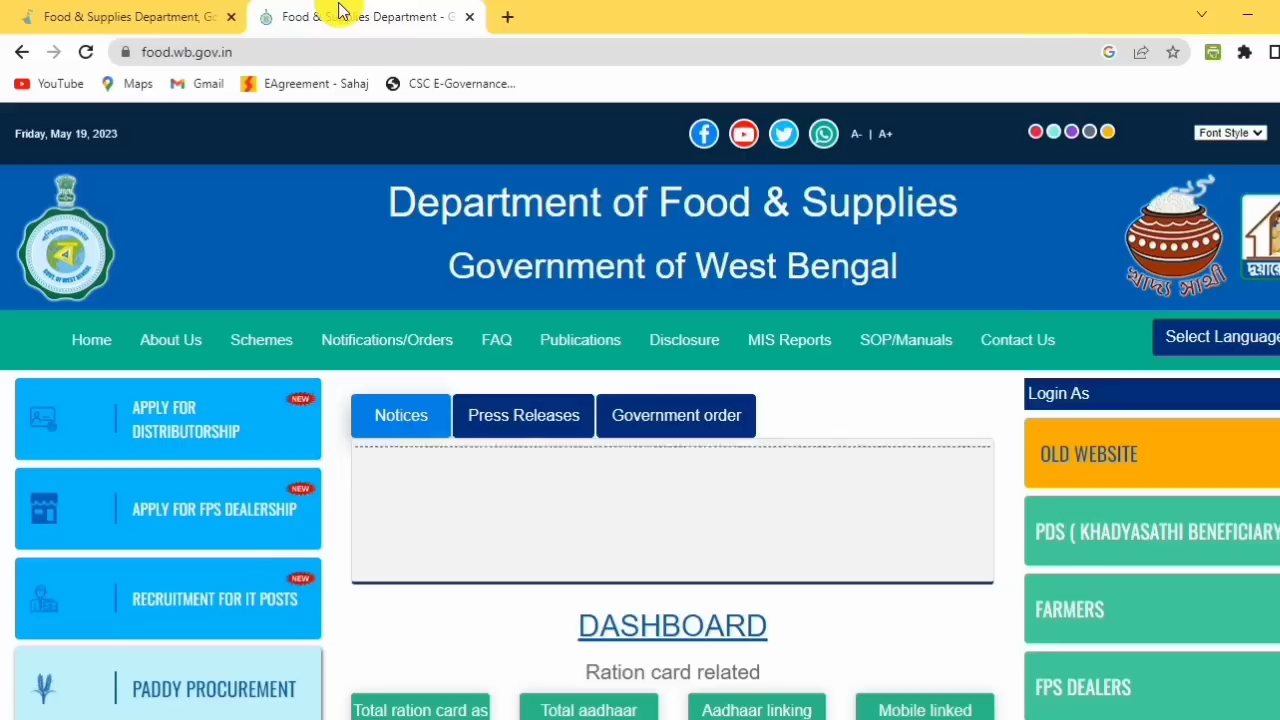 Food & Supplies Department, Go
Food & Supplies Department - G
food.wb.gov.in
YouTube
Maps
Gmail
EAgreement - Sahaj
CSC E-Governance...
Friday, May 19, 2023
A- | A+
Font Style
Department of Food & Supplies
Government of West Bengal
খাদ্য সাথী
Home
About Us
Schemes
Notifications/Orders
FAQ
Publications
Disclosure
MIS Reports
SOP/Manuals
Contact Us
Select Language
APPLY FOR
DISTRIBUTORSHIP
NEW
APPLY FOR FPS DEALERSHIP
NEW
RECRUITMENT FOR IT POSTS
NEW
PADDY PROCUREMENT
Notices
Press Releases
Government order
DASHBOARD
Ration card related
Total ration card as
Total aadhaar
Aadhaar linking
Mobile linked
Login As
OLD WEBSITE
PDS ( KHADYASATHI BENEFICIARY
FARMERS
FPS DEALERS